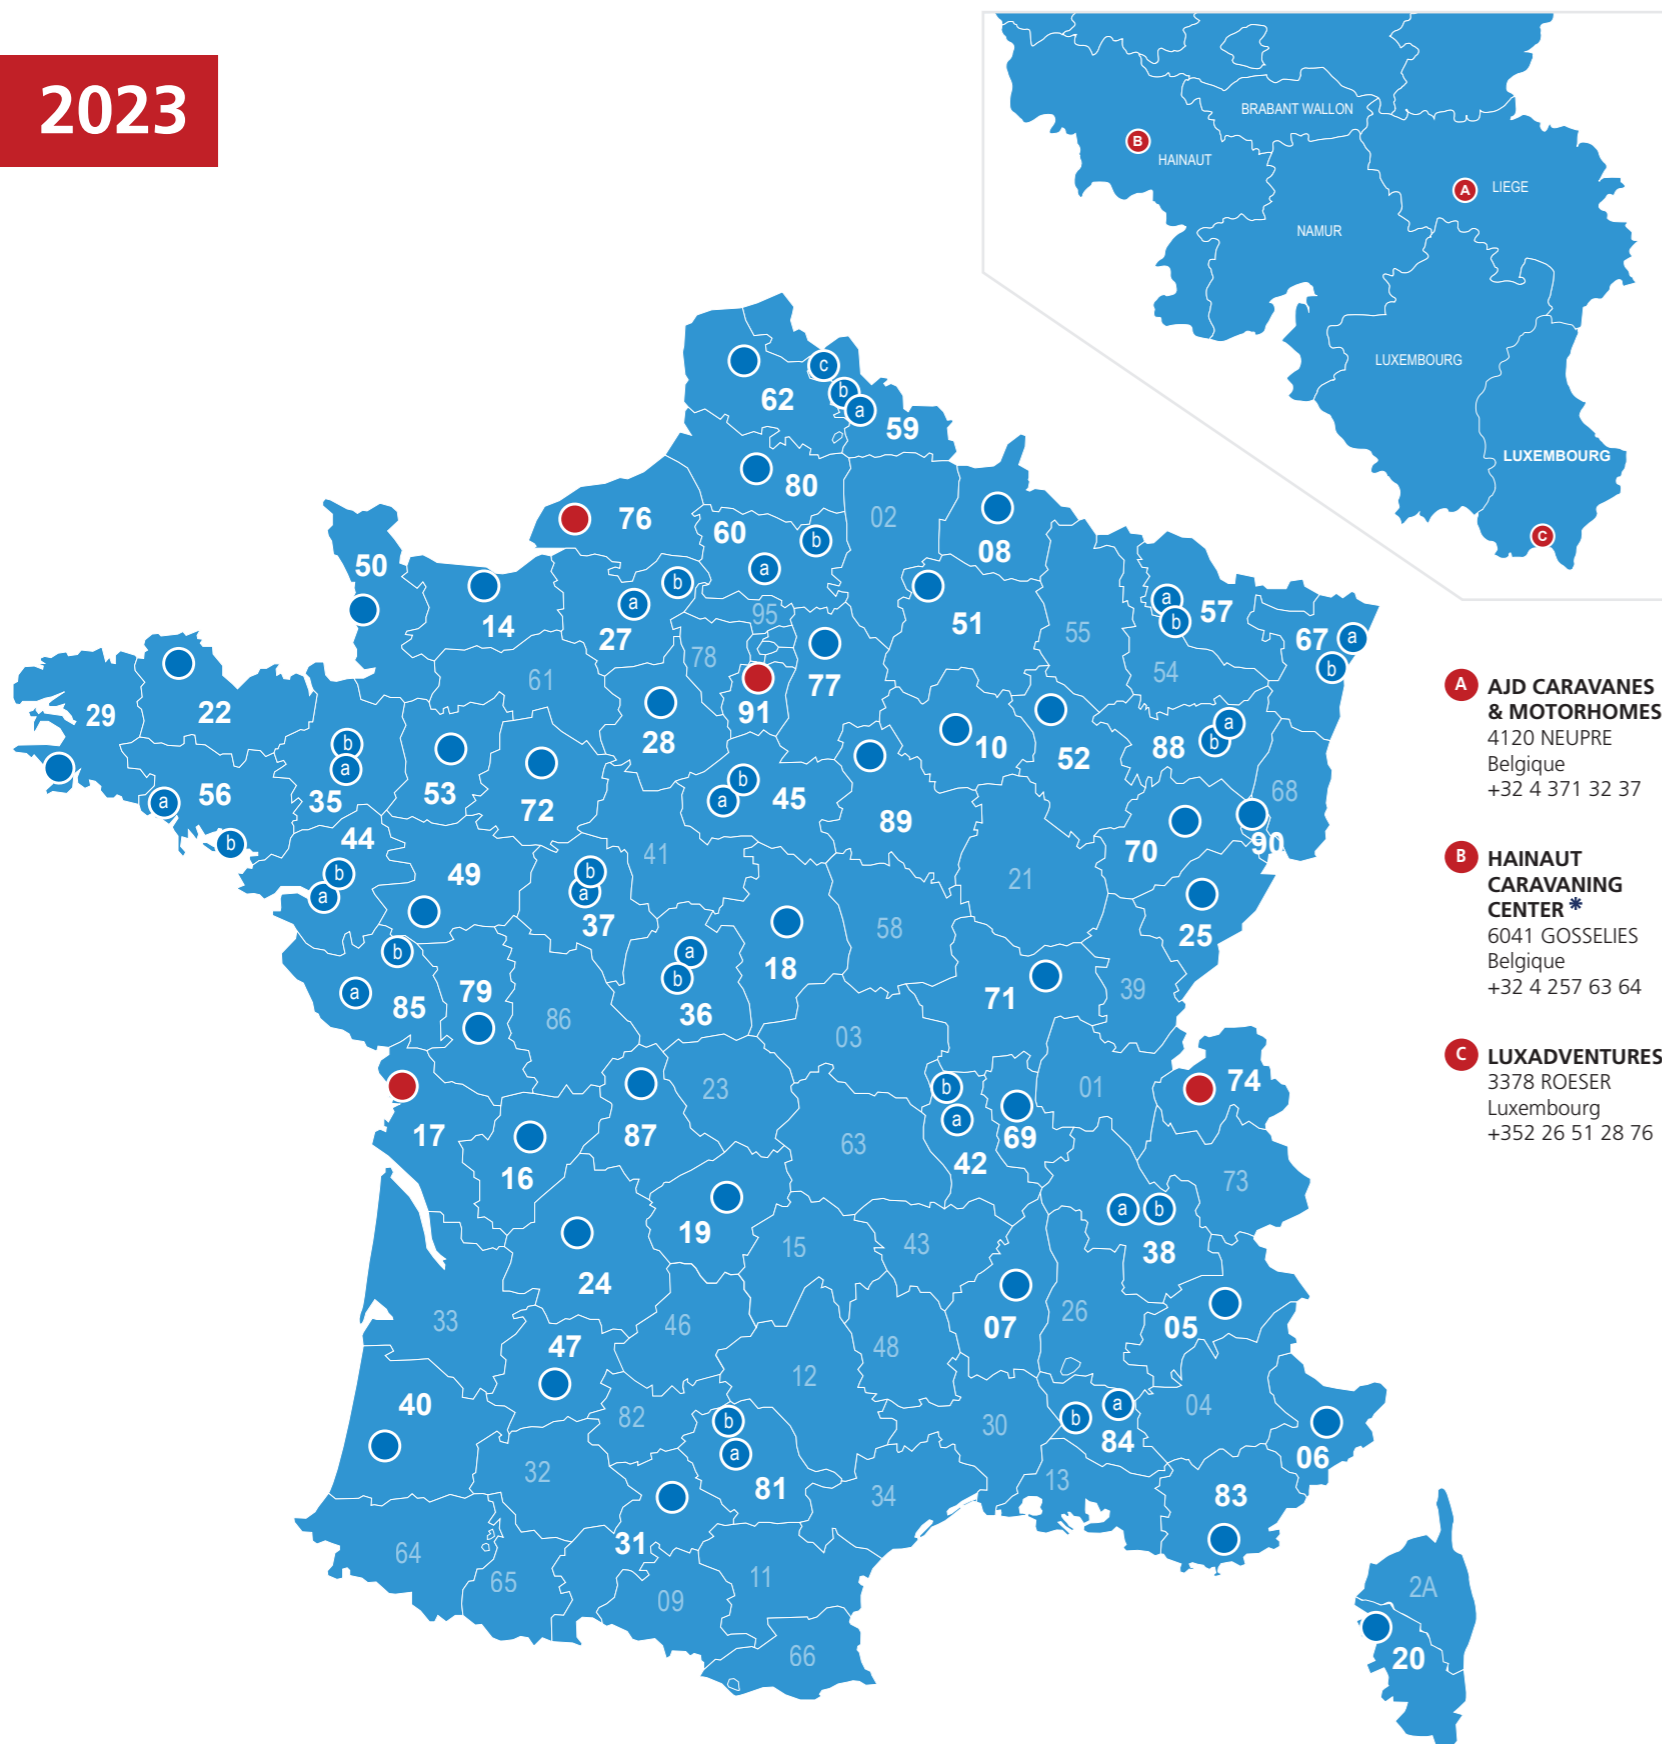 2023
BRABANT WALLON
B
HAINAUT
A
LIEGE
NAMUR
LUXEMBOURG
LUXEMBOURG
C
c
b
62
a
59
80
76
02
60
b
08
50
a
b
a
51
a
57
14
27
95
55
b
67
a
78
54
b
61
77
29
22
91
a
b
28
10
88
b
52
a
b
53
56
a
35
72
a
45
68
89
44
b
41
70
90
b
49
b
21
a
a
37
58
25
b
a
18
a
79
b
71
39
85
36
86
03
b
01
74
23
a
17
87
69
63
42
16
73
a
b
19
15
43
38
24
33
46
26
07
05
47
48
12
40
a
04
82
b
b
30
84
a
06
32
13
81
34
83
31
64
65
11
2A
09
66
20
A
AJD CARAVANES
& MOTORHOMES
4120 NEUPRE
Belgique
+32 4 371 32 37
B
HAINAUT
CARAVANING
CENTER *
6041 GOSSELIES
Belgique
+32 4 257 63 64
C
LUXADVENTURES
3378 ROESER
Luxembourg
+352 26 51 28 76